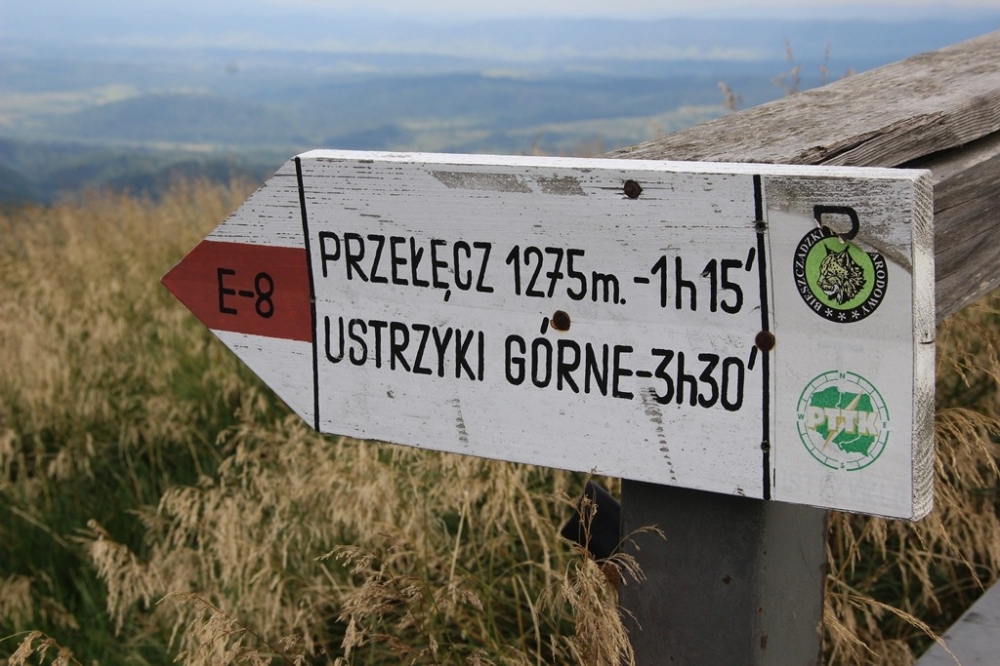 E-8
PRZEŁĘCZ 1275m. -1h15'
USTRZYKI GÓRNE-3h30'
BIESZCZADZKI
NARODOWY
PTTK